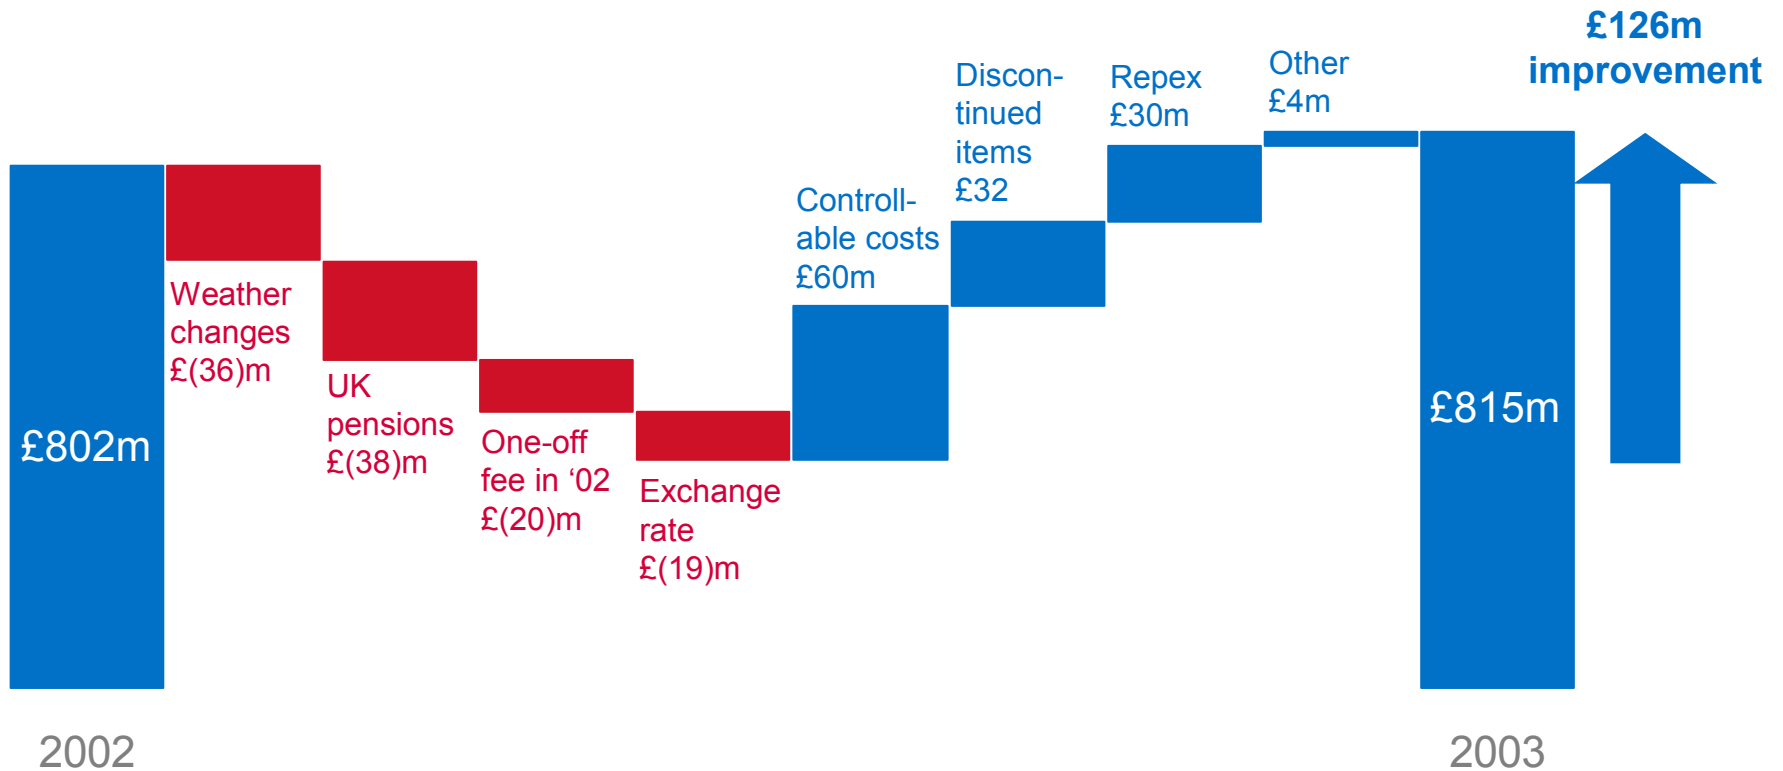 £126m
improvement
Discon-
tinued
items
£32
Repex
£30m
Other
£4m
Controll-
able costs
£60m
Weather
changes
£(36)m
UK
pensions
£(38)m
One-off
fee in ‘02
£(20)m
Exchange
rate
£(19)m
£802m
£815m
2002
2003